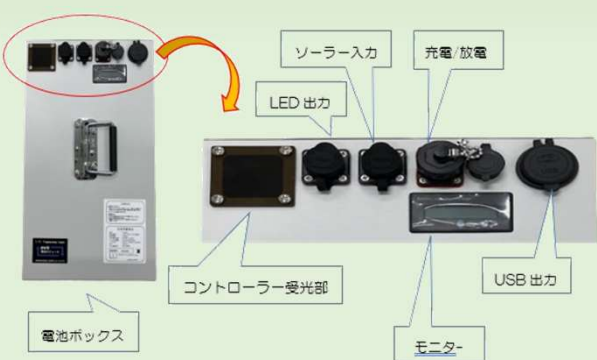 ソーラー入力
充電/放電
LED 出力
コントローラー受光部
USB 出力
電池ボックス
モニター